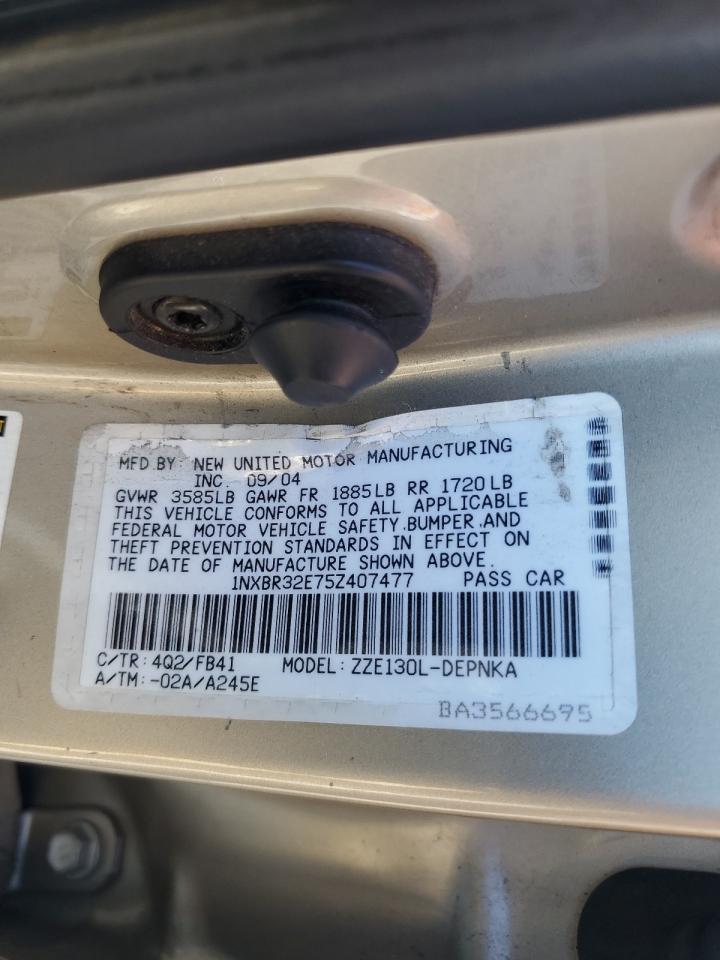 MFD BY: NEW UNITED MOTOR MANUFACTURING
INC. 09/04
GVWR 3585LB GAWR FR 1885LB RR 1720LB
THIS VEHICLE CONFORMS TO ALL APPLICABLE
FEDERAL MOTOR VEHICLE SAFETY.BUMPER.AND
THEFT PREVENTION STANDARDS IN EFFECT ON
THE DATE OF MANUFACTURE SHOWN ABOVE.
1NXBR32E75Z407477 PASS CAR
C/TR:4Q2/FB41 MODEL:ZZE130L-DEPNKA
A/TM:-02A/A245E
BA3566695